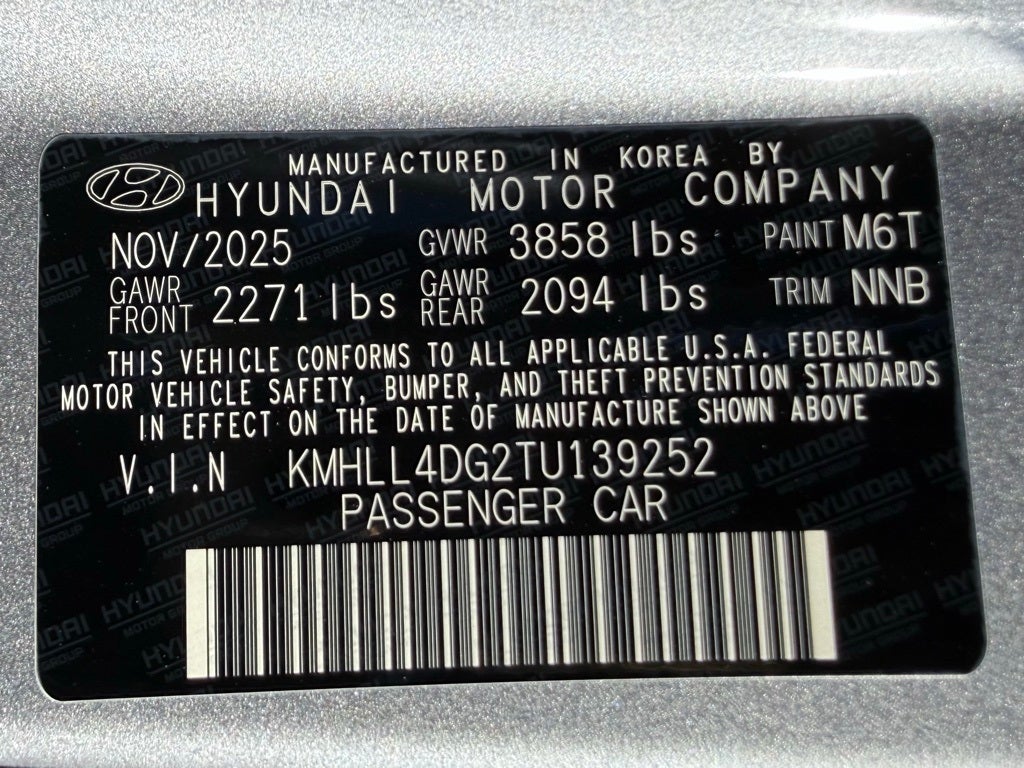 MANUFACTURED IN KOREA BY
HYUNDAI MOTOR COMPANY
NOV/2025 GVWR 3858 lbs PAINT M6T
GAWR FRONT 2271 lbs GAWR REAR 2094 lbs TRIM NNB
THIS VEHICLE CONFORMS TO ALL APPLICABLE U.S.A. FEDERAL
MOTOR VEHICLE SAFETY, BUMPER, AND THEFT PREVENTION STANDARDS
IN EFFECT ON THE DATE OF MANUFACTURE SHOWN ABOVE
V.I.N KMHLL4DG2TU139252
PASSENGER CAR